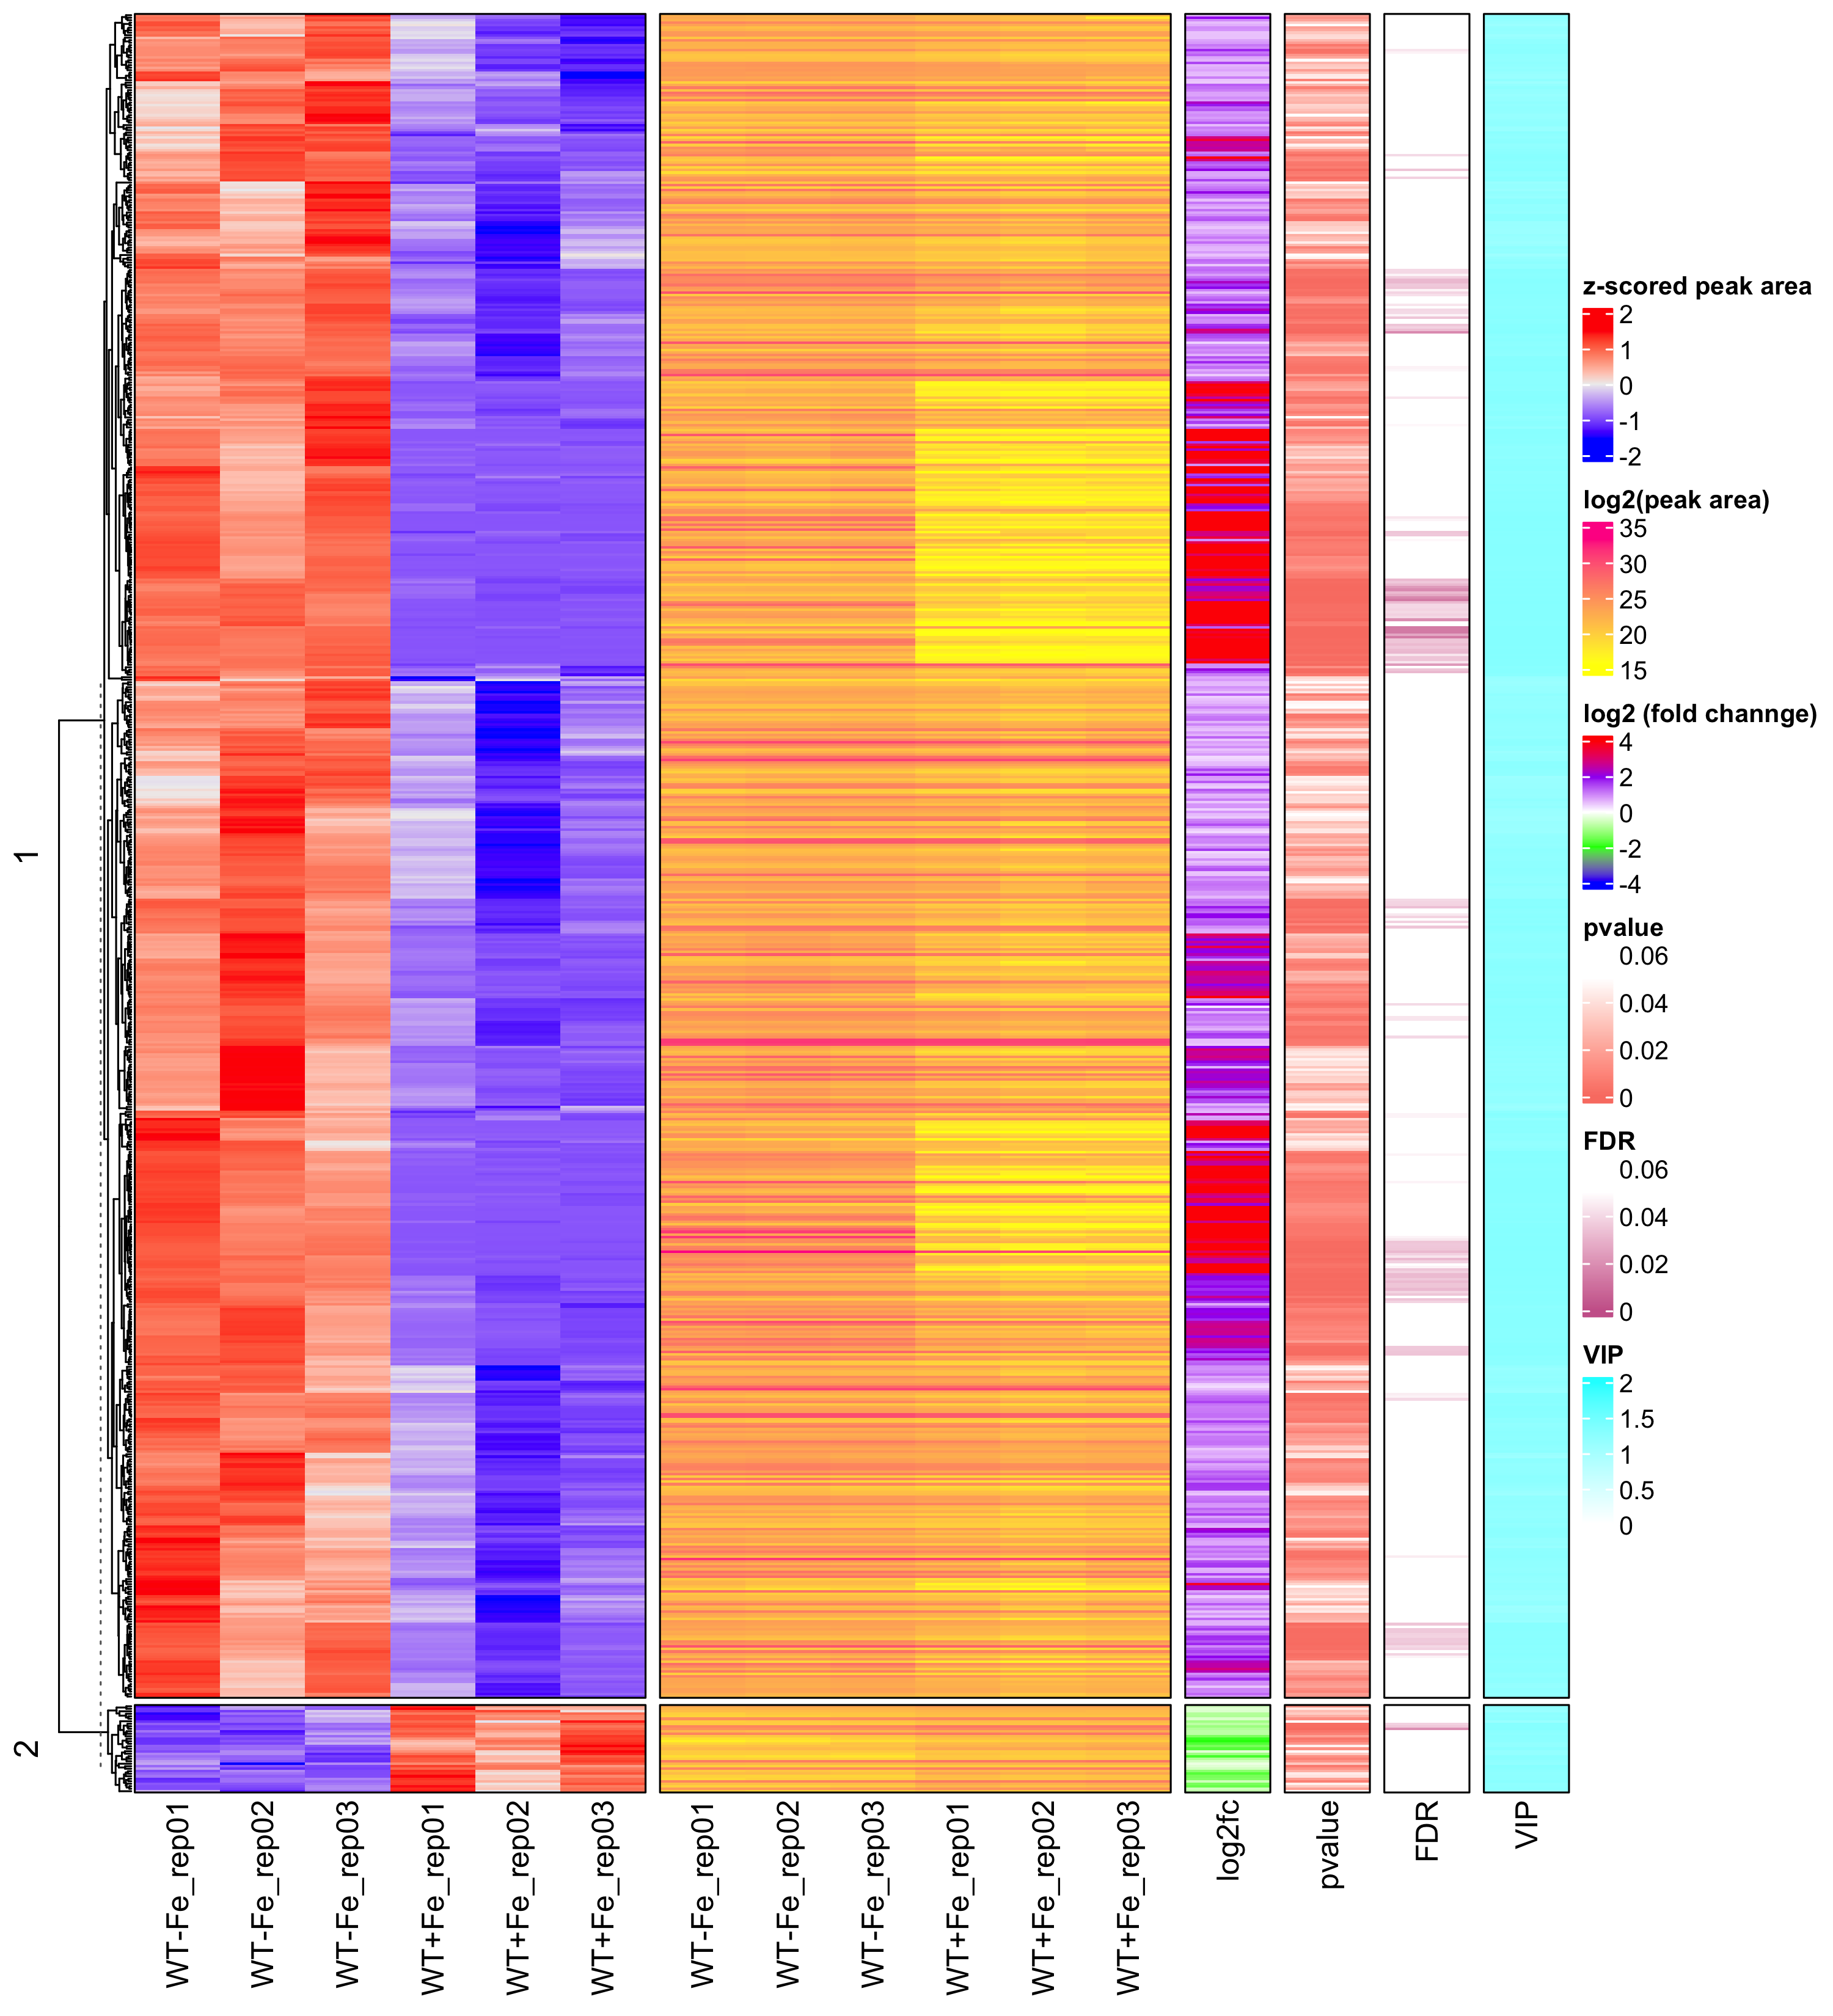 z-scored peak area
2
1
0
-1
-2
log2(peak area)
35
30
25
20
15
log2 (fold channge)
4
2
0
-2
-4
pvalue
0.06
0.04
0.02
0
FDR
0.06
0.04
0.02
0
VIP
2
1.5
1
0.5
0
1
2
WT-Fe_rep01
WT-Fe_rep02
WT-Fe_rep03
WT+Fe_rep01
WT+Fe_rep02
WT+Fe_rep03
WT-Fe_rep01
WT-Fe_rep02
WT-Fe_rep03
WT+Fe_rep01
WT+Fe_rep02
WT+Fe_rep03
log2fc
pvalue
FDR
VIP